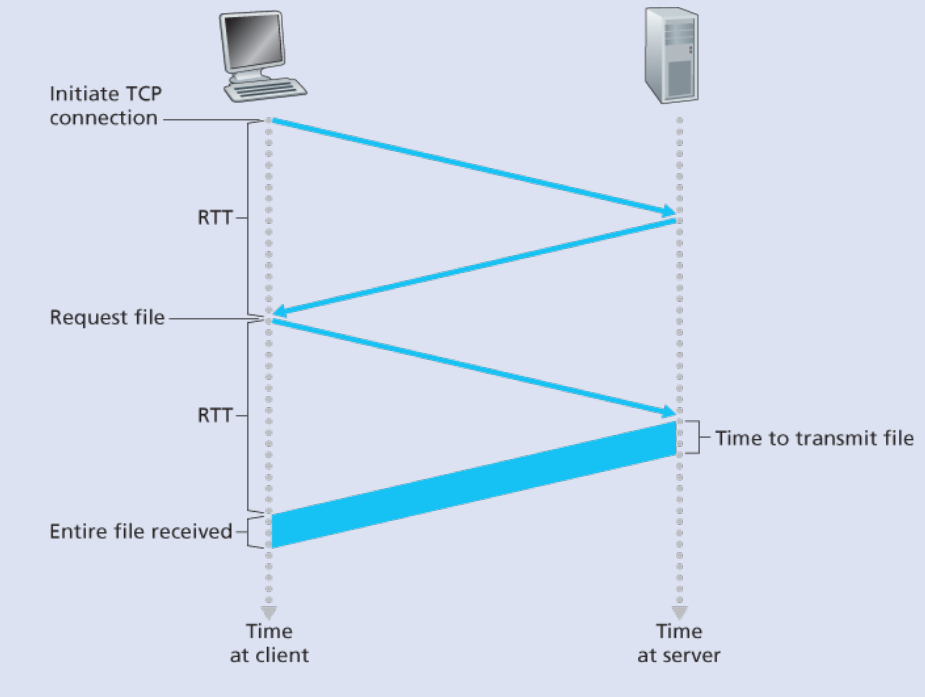 Initiate TCP
connection
RTT
Request file
RTT
Time to transmit file
Entire file received
Time
at client
Time
at server